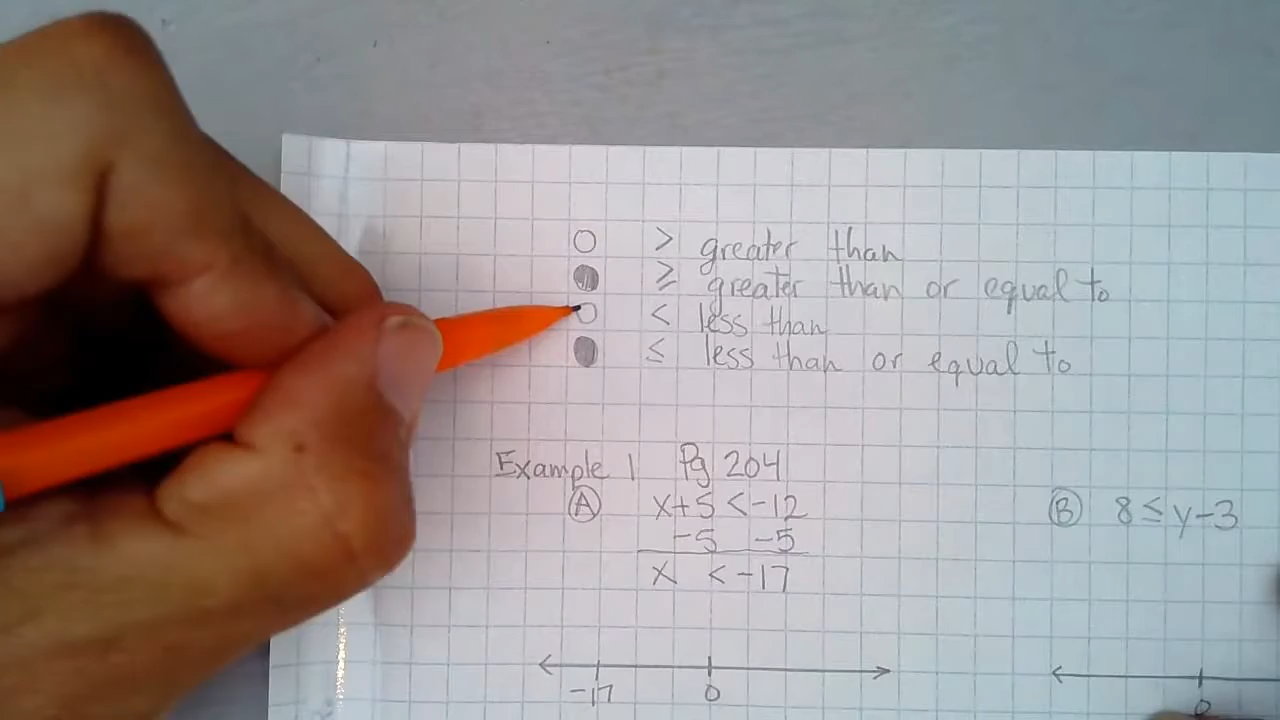 > greater than
≥ greater than or equal to
< less than
≤ less than or equal to
Example 1 Pg 204
Ⓐ x+5 <-12
-5 -5
x <-17
-17 0
Ⓑ 8 ≤ y-3
0